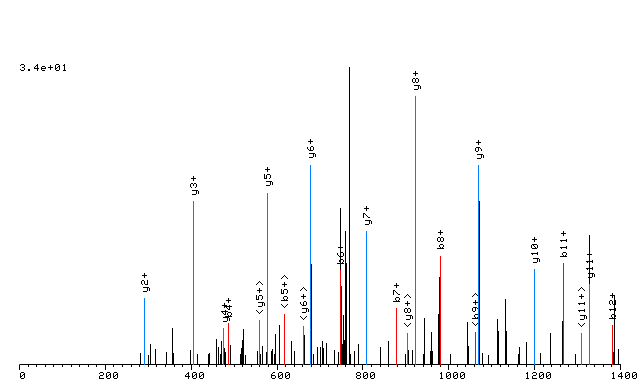 3.4e+01
y8+
y6+
y9+
y5+
y3+
y7+
b6+
y10+
b8+
b11+
y11+
y2+
y4+
b4+
y5+>
b5+>
y6+>
b7+
y8+>
b9+>
y11+>
b12+
0 200 400 600 800 1000 1200 1400